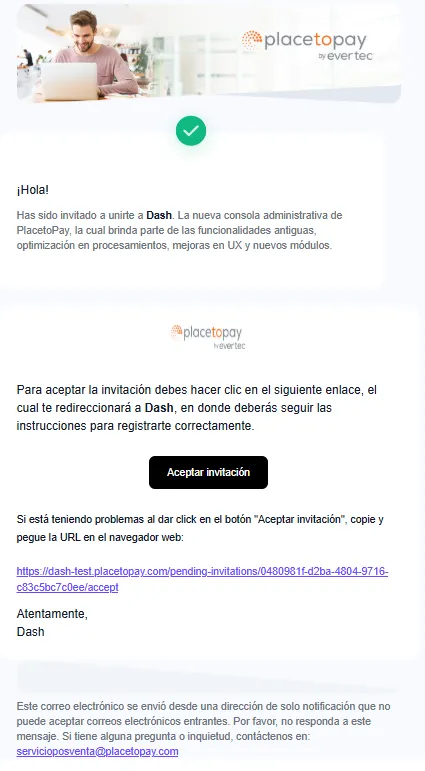 placetopay
by evertec
¡Hola!
Has sido invitado a unirte a Dash. La nueva consola administrativa de
PlacetoPay, la cual brinda parte de las funcionalidades antiguas,
optimización en procesamientos, mejoras en UX y nuevos módulos.
placetopay
by evertec
Para aceptar la invitación debes hacer clic en el siguiente enlace, el
cual te redireccionará a Dash, en donde deberás seguir las
instrucciones para registrarte correctamente.
Aceptar invitación
Si está teniendo problemas al dar click en el botón "Aceptar invitación", copie y
pegue la URL en el navegador web:
https://dash-test.placetopay.com/pending-invitations/0480981f-d2ba-4804-9716-
c83c5bc7c0ee/accept
Atentamente,
Dash
Este correo electrónico se envió desde una dirección de solo notificación que no
puede aceptar correos electrónicos entrantes. Por favor, no responda a este
mensaje. Si tiene alguna pregunta o inquietud, contáctenos en:
servicioposventa@placetopay.com